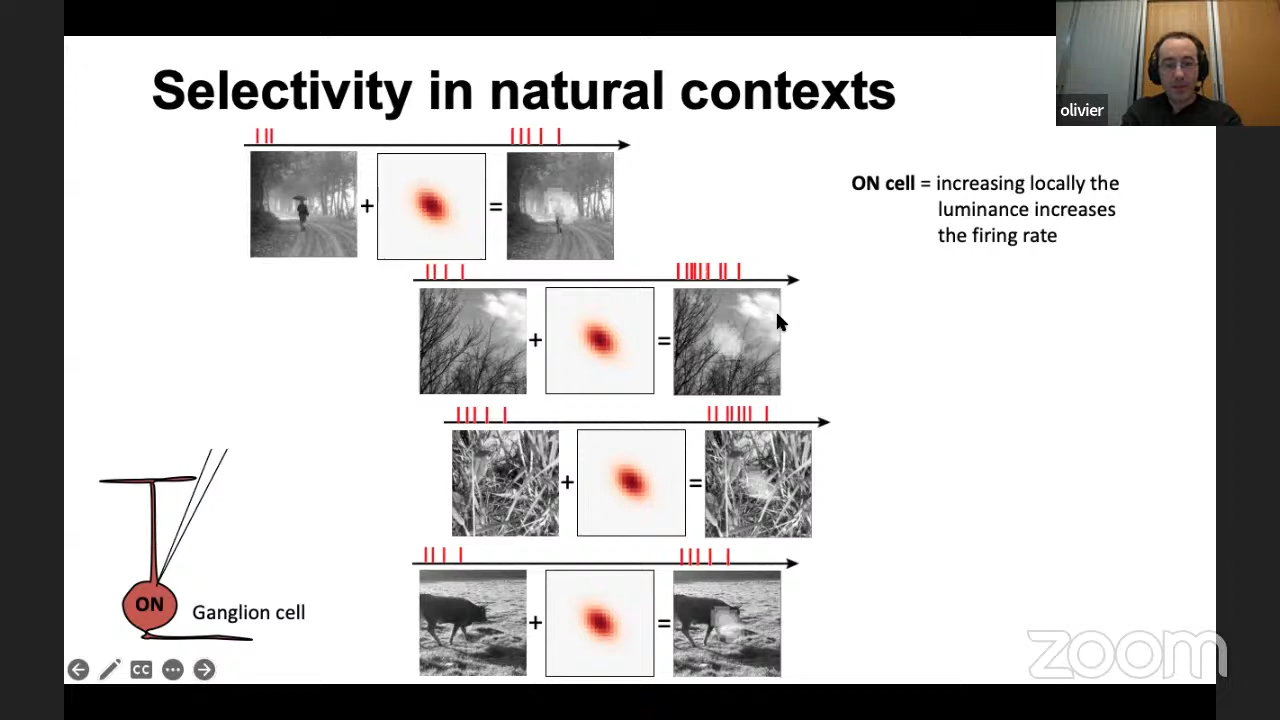 Selectivity in natural contexts
olivier
ON cell = increasing locally the
luminance increases
the firing rate
+
=
+
=
+
=
+
=
ON
Ganglion cell
CC
zoom